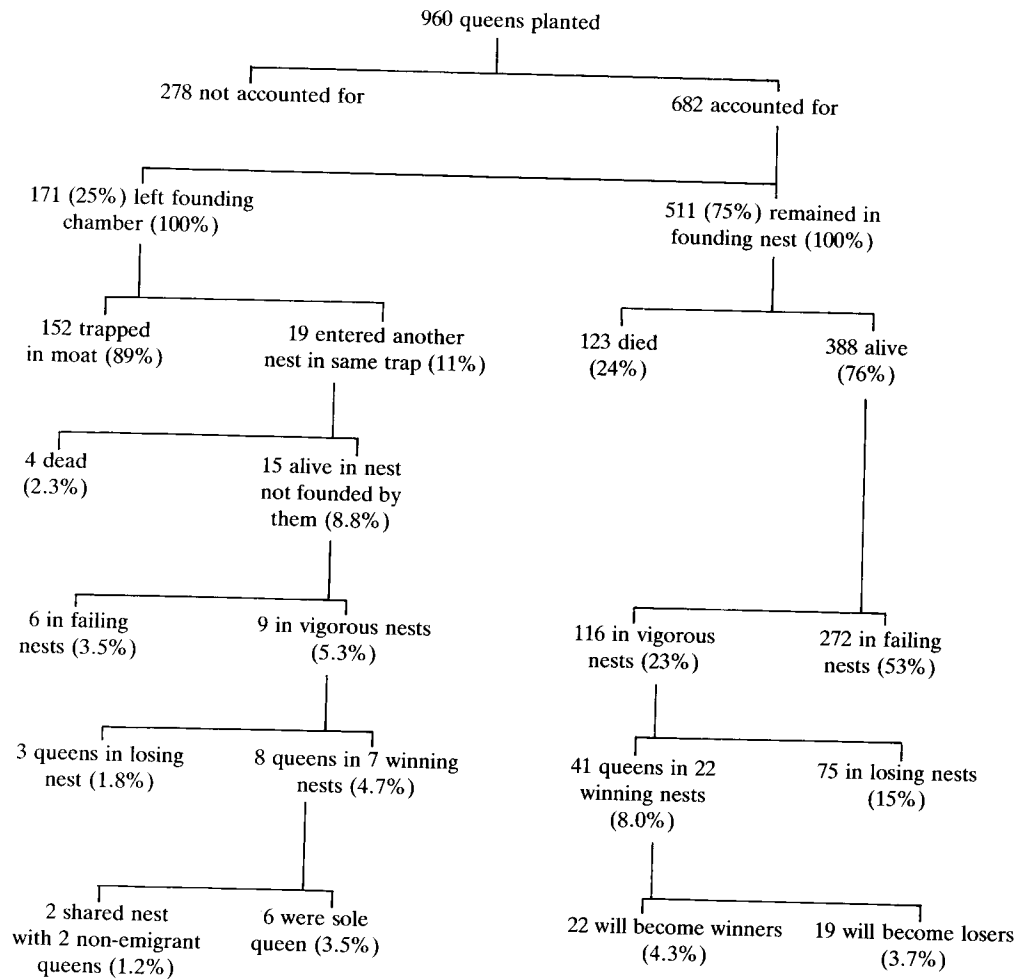 960 queens planted
278 not accounted for
682 accounted for
171 (25%) left founding
chamber (100%)
511 (75%) remained in
founding nest (100%)
152 trapped
in moat (89%)
19 entered another
nest in same trap (11%)
123 died
(24%)
388 alive
(76%)
4 dead
(2.3%)
15 alive in nest
not founded by
them (8.8%)
6 in failing
nests (3.5%)
9 in vigorous nests
(5.3%)
116 in vigorous
nests (23%)
272 in failing
nests (53%)
3 queens in losing
nest (1.8%)
8 queens in 7 winning
nests (4.7%)
41 queens in 22
winning nests
(8.0%)
75 in losing nests
(15%)
2 shared nest
with 2 non-emigrant
queens (1.2%)
6 were sole
queen (3.5%)
22 will become winners
(4.3%)
19 will become losers
(3.7%)